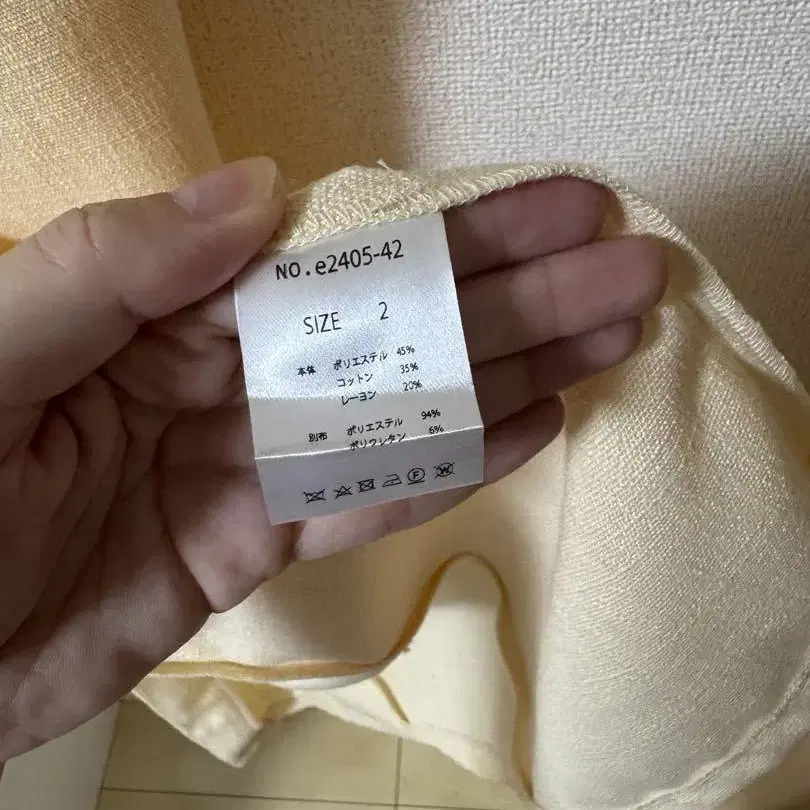 NO.e2405-42
SIZE 2
本体 ポリエステル 45%
コットン 35%
レーヨン 20%
別布 ポリエステル 94%
ポリウレタン 6%
F W